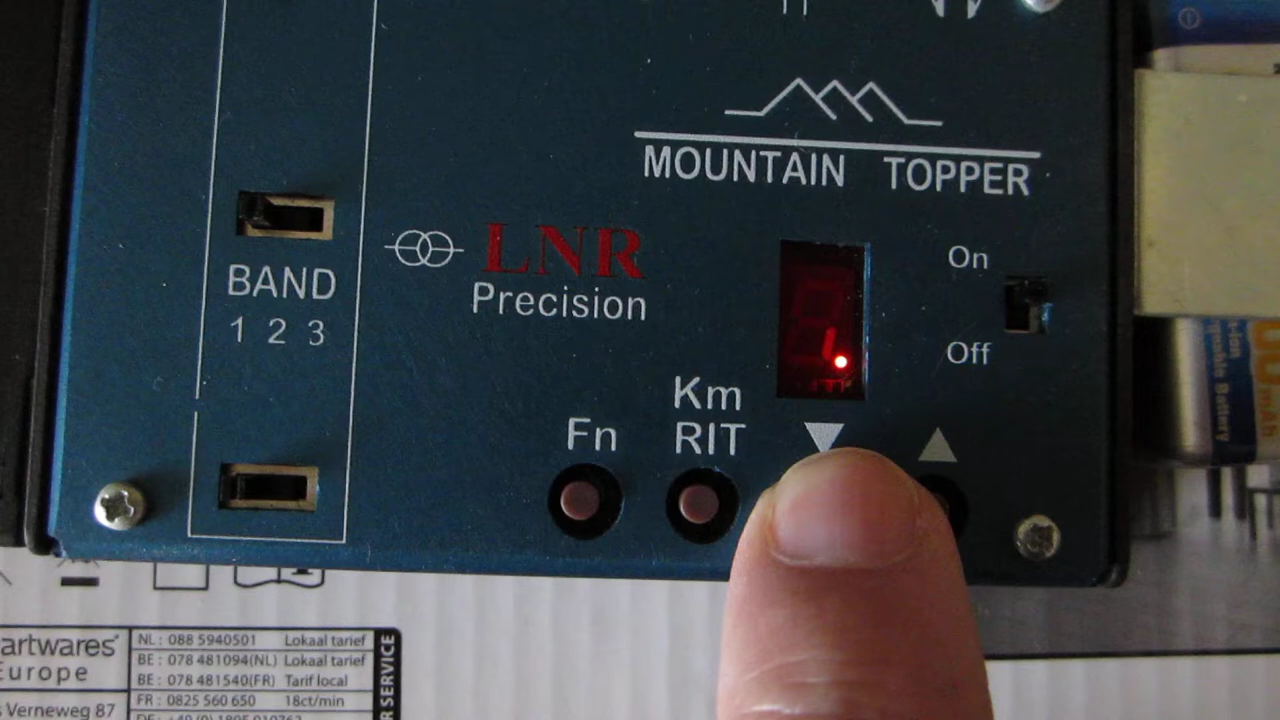 MOUNTAIN TOPPER
LNR
Precision
BAND
1 2 3
On
Off
Km
Fn
RIT
NL : 088 5940501 Lokaal tarief
BE : 078 481094(NL) Lokaal tarief
BE : 078 481540(FR) Tarif local
FR : 0825 560 650 18ct/min
Europe
Verneweg 87
Battery